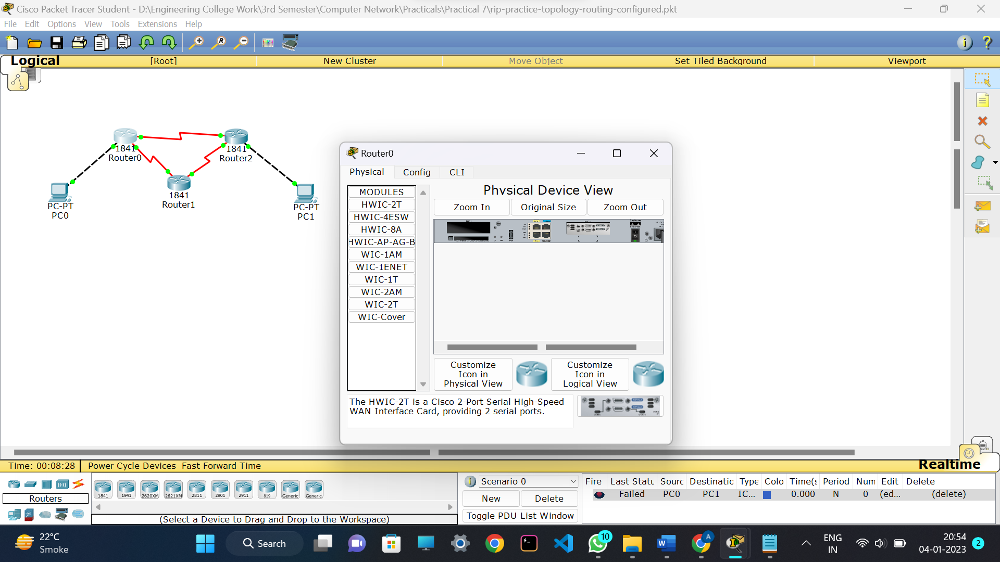 Cisco Packet Tracer Student - D:\Engineering College Work\3rd Semester\Computer Network\Practicals\Practical 7\rip-practice-topology-routing-configured.pkt
File Edit Options View Tools Extensions Help
Logical [Root] New Cluster Move Object Set Tiled Background Viewport
1841
Router0
1841
Router2
1841
Router1
PC-PT
PC0
PC-PT
PC1
Router0
Physical Config CLI
MODULES
HWIC-2T
HWIC-4ESW
HWIC-8A
HWIC-AP-AG-B
WIC-1AM
WIC-1ENET
WIC-1T
WIC-2AM
WIC-2T
WIC-Cover
Physical Device View
Zoom In Original Size Zoom Out
Customize
Icon in
Physical View
Customize
Icon in
Logical View
The HWIC-2T is a Cisco 2-Port Serial High-Speed
WAN Interface Card, providing 2 serial ports.
Time: 00:08:28 Power Cycle Devices Fast Forward Time Realtime
Routers
1841 1941 2620XM 2621XM 2811 2901 2911 819 Generic Generic
(Select a Device to Drag and Drop to the Workspace)
Scenario 0
New Delete
Toggle PDU List Window
Fire Last Statu Sourc Destinatic Type Colo Time(s Period Num Edit Delete
Failed PC0 PC1 IC... 0.000 N 0 (ed... (delete)
22°C
Smoke
Search
10
A
ENG
IN
20:54
04-01-2023
2